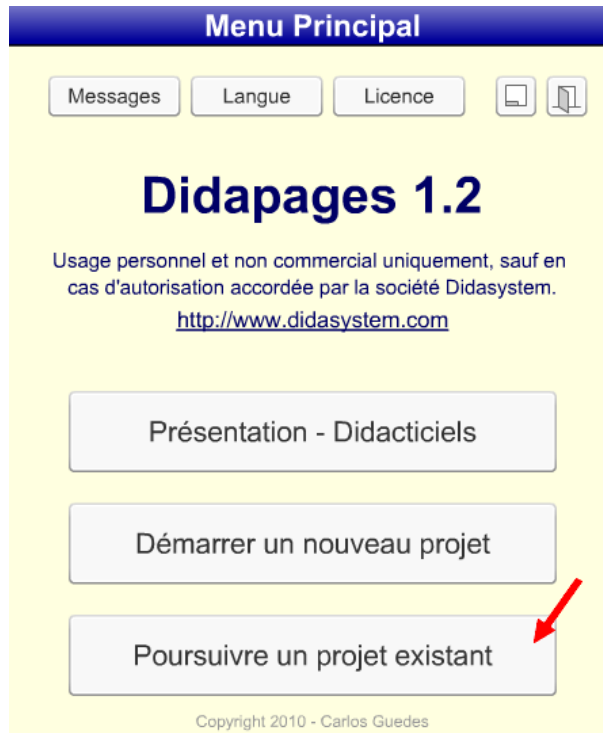 Menu Principal
Messages Langue Licence
Didapages 1.2
Usage personnel et non commercial uniquement, sauf en
cas d'autorisation accordée par la société Didasystem.
http://www.didasystem.com
Présentation - Didacticiels
Démarrer un nouveau projet
Poursuivre un projet existant
Copyright 2010 - Carlos Guedes